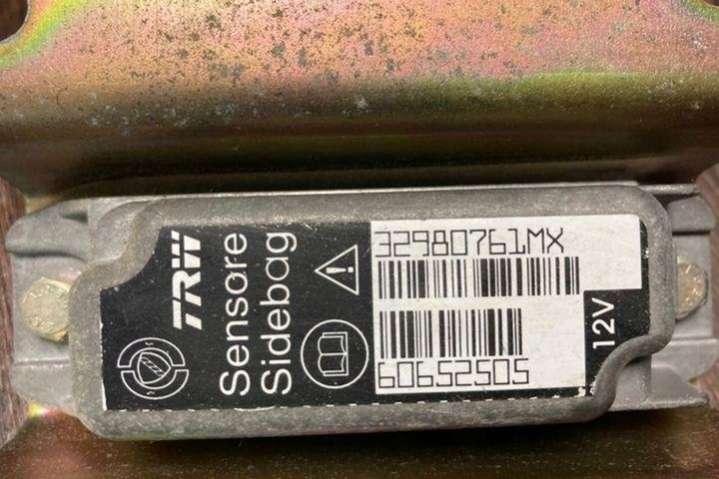 TRW
Sensore
Sidebag
32980761MX
60652505
12V